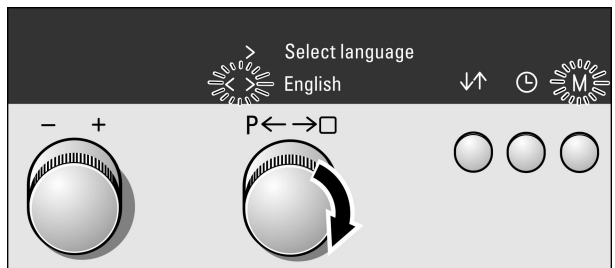 > Select language
< > English
↓↑ M
− +
P← →□